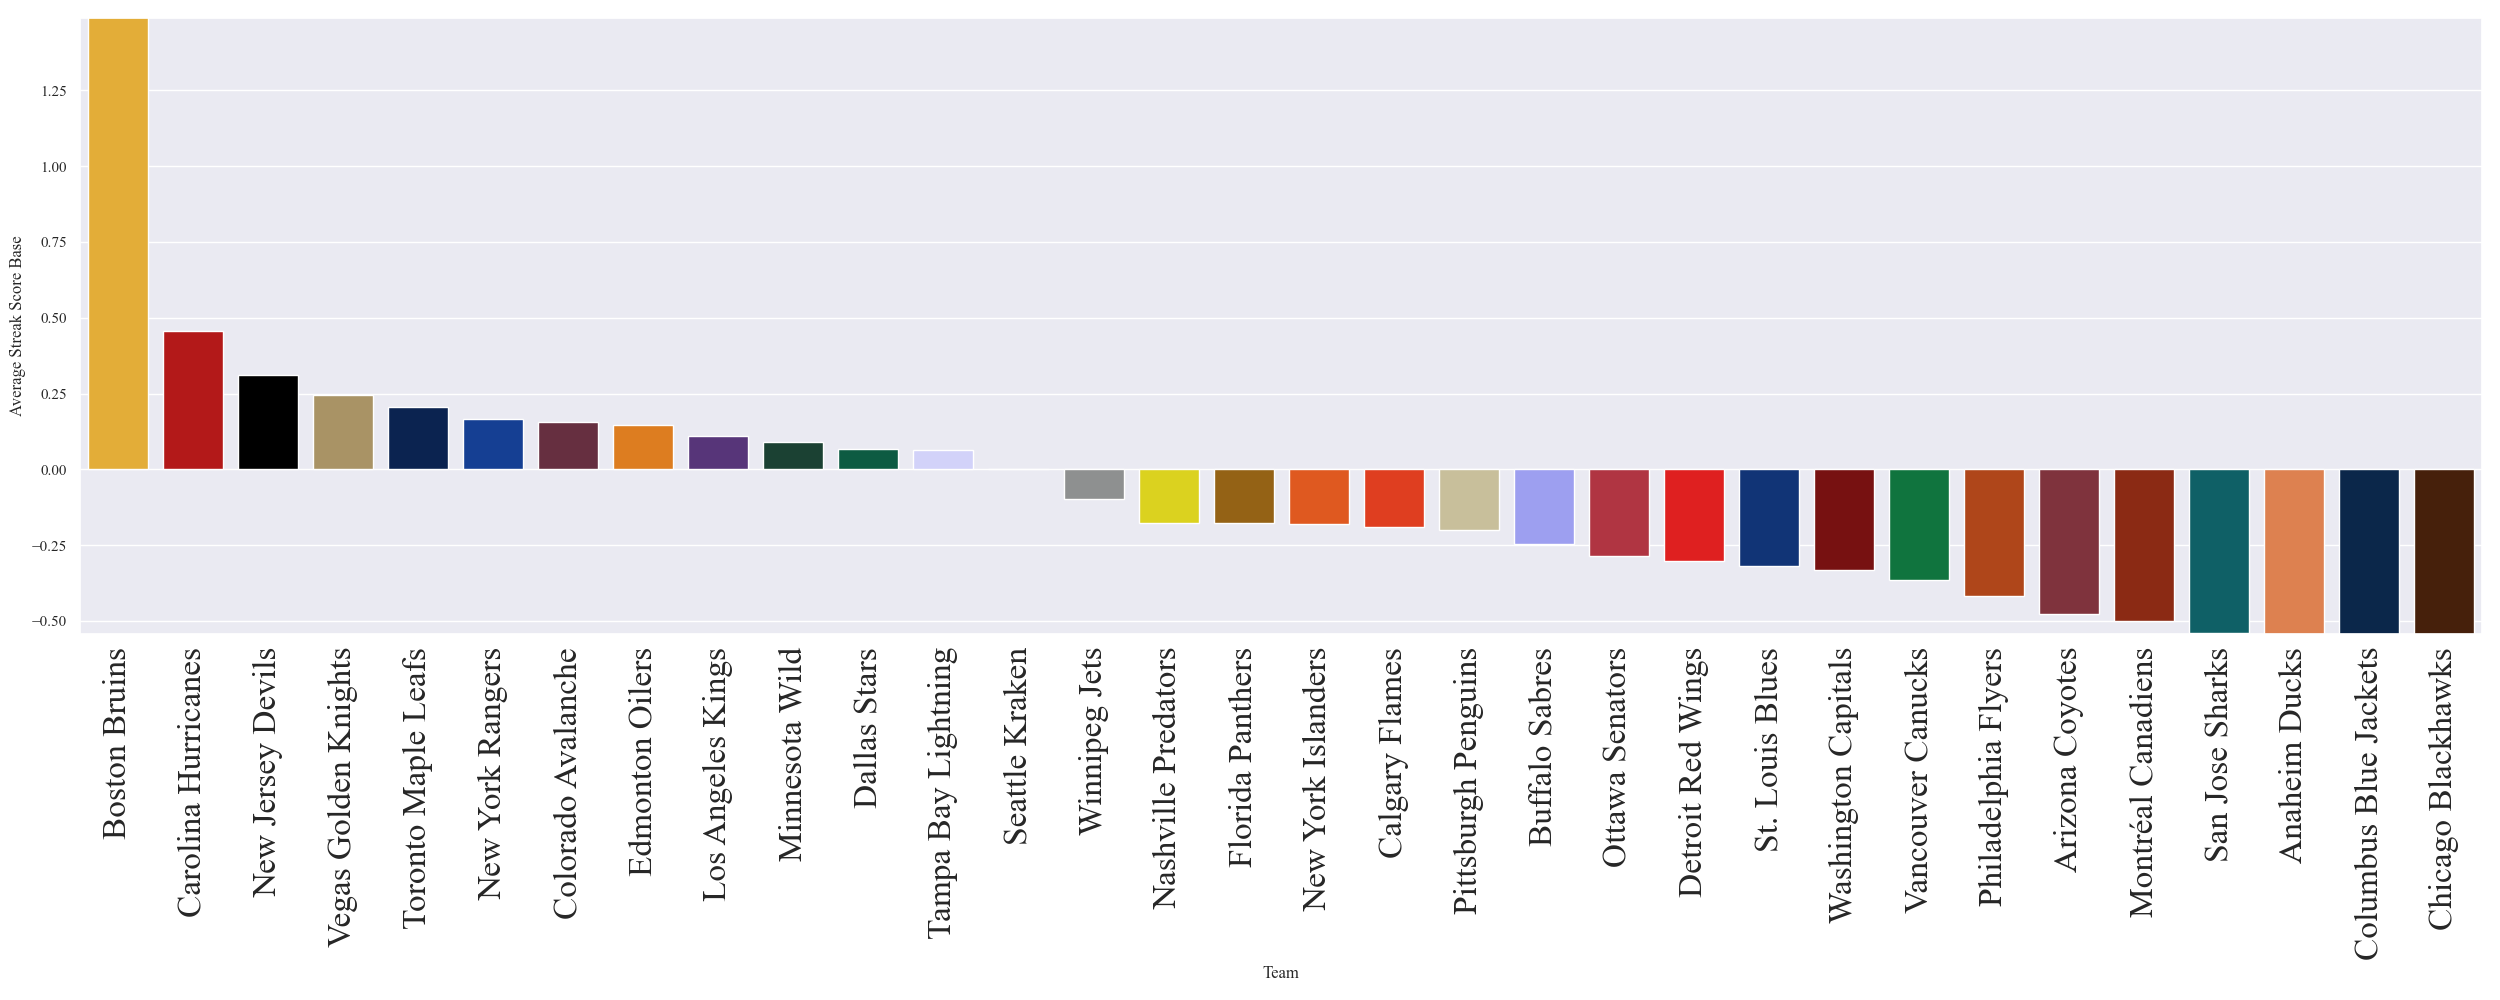 1.25
1.00
0.75
0.50
0.25
0.00
−0.25
−0.50
Average Streak Score Base
Boston Bruins
Carolina Hurricanes
New Jersey Devils
Vegas Golden Knights
Toronto Maple Leafs
New York Rangers
Colorado Avalanche
Edmonton Oilers
Los Angeles Kings
Minnesota Wild
Dallas Stars
Tampa Bay Lightning
Seattle Kraken
Winnipeg Jets
Nashville Predators
Florida Panthers
New York Islanders
Calgary Flames
Pittsburgh Penguins
Buffalo Sabres
Ottawa Senators
Detroit Red Wings
St. Louis Blues
Washington Capitals
Vancouver Canucks
Philadelphia Flyers
Arizona Coyotes
Montréal Canadiens
San Jose Sharks
Anaheim Ducks
Columbus Blue Jackets
Chicago Blackhawks
Team